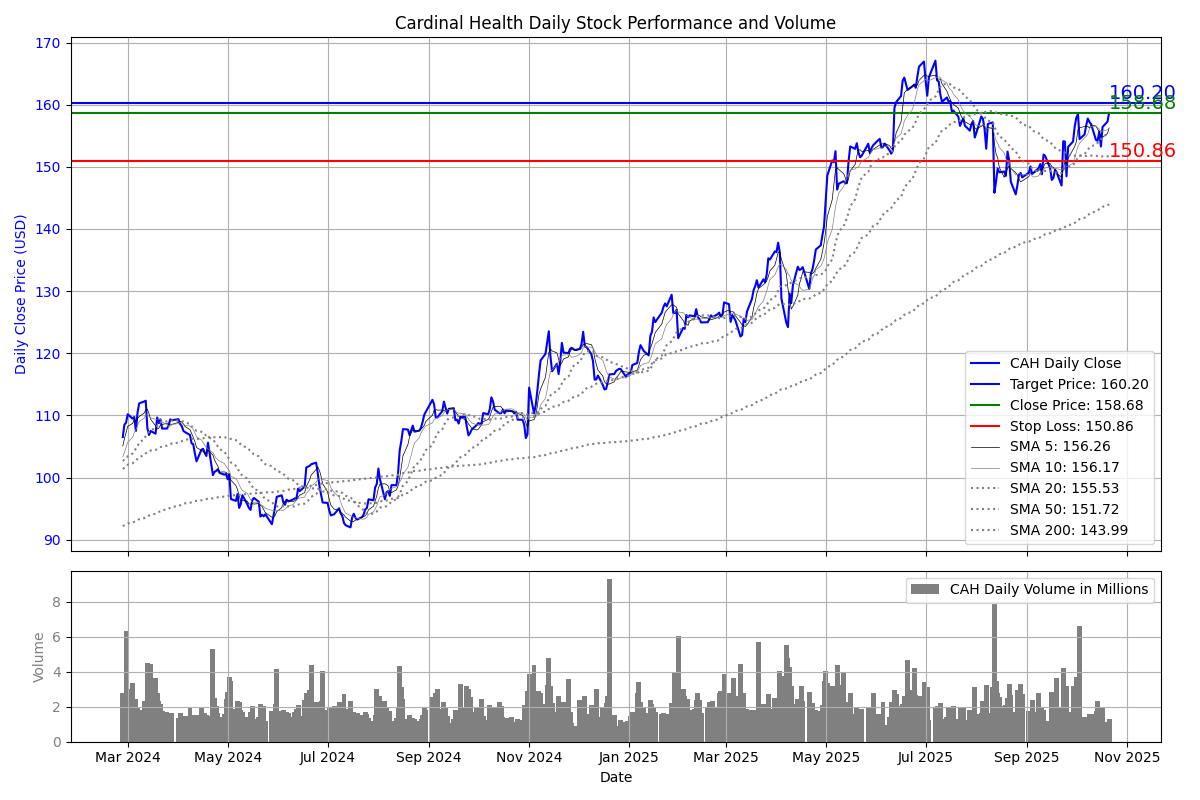 Cardinal Health Daily Stock Performance and Volume
170
160
150
140
130
120
110
100
90
Daily Close Price (USD)
160.20
158.68
150.86
CAH Daily Close
Target Price: 160.20
Close Price: 158.68
Stop Loss: 150.86
SMA 5: 156.26
SMA 10: 156.17
SMA 20: 155.53
SMA 50: 151.72
SMA 200: 143.99
CAH Daily Volume in Millions
8
6
4
2
0
Volume
Mar 2024
May 2024
Jul 2024
Sep 2024
Nov 2024
Jan 2025
Mar 2025
May 2025
Jul 2025
Sep 2025
Nov 2025
Date